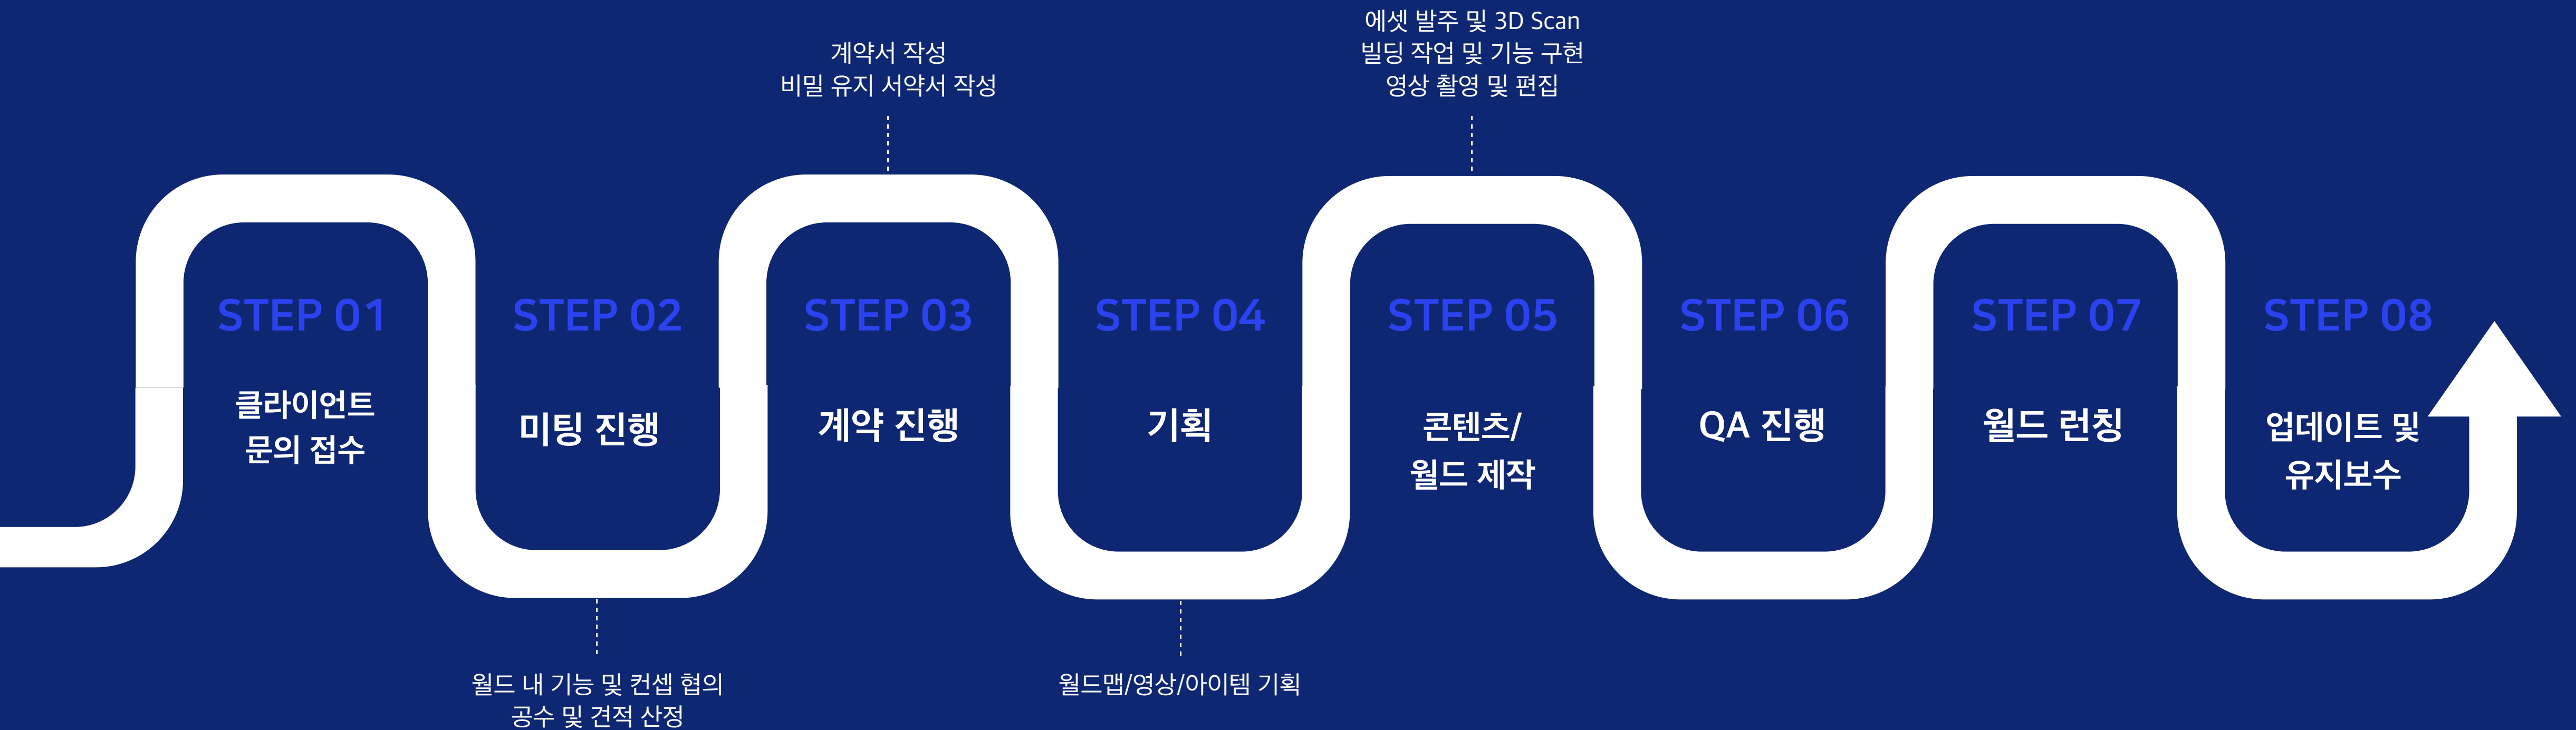 에셋 발주 및 3D Scan
빌딩 작업 및 기능 구현
영상 촬영 및 편집
계약서 작성
비밀 유지 서약서 작성
STEP 01
클라이언트
문의 접수
STEP 02
미팅 진행
STEP 03
계약 진행
STEP 04
기획
STEP 05
콘텐츠/
월드 제작
STEP 06
QA 진행
STEP 07
월드 런칭
STEP 08
업데이트 및
유지보수
월드 내 기능 및 컨셉 협의
공수 및 견적 산정
월드맵/영상/아이템 기획